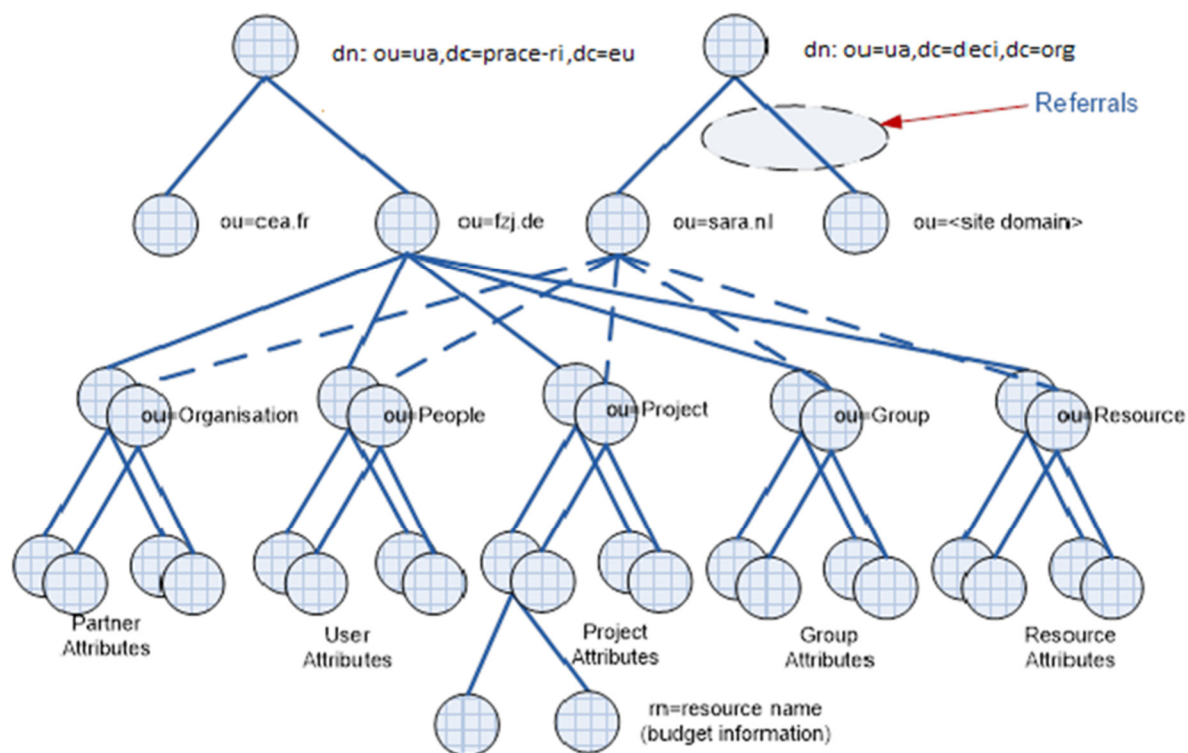 dn: ou=ua,dc=prace-ri,dc=eu
dn: ou=ua,dc=deci,dc=org
Referrals
ou=cea.fr
ou=fzj.de
ou=sara.nl
ou=<site domain>
ou=Organisation
ou=People
ou=Project
ou=Group
ou=Resource
Partner
Attributes
User
Attributes
Project
Attributes
Group
Attributes
Resource
Attributes
rn=resource name
(budget information)